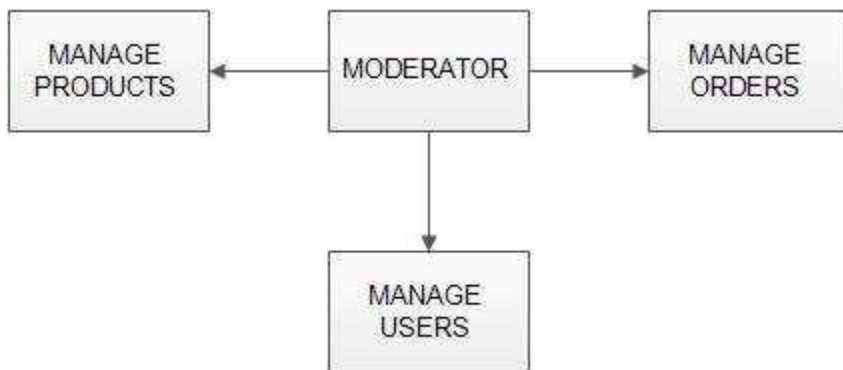 MANAGE
PRODUCTS
MODERATOR
MANAGE
ORDERS
MANAGE
USERS